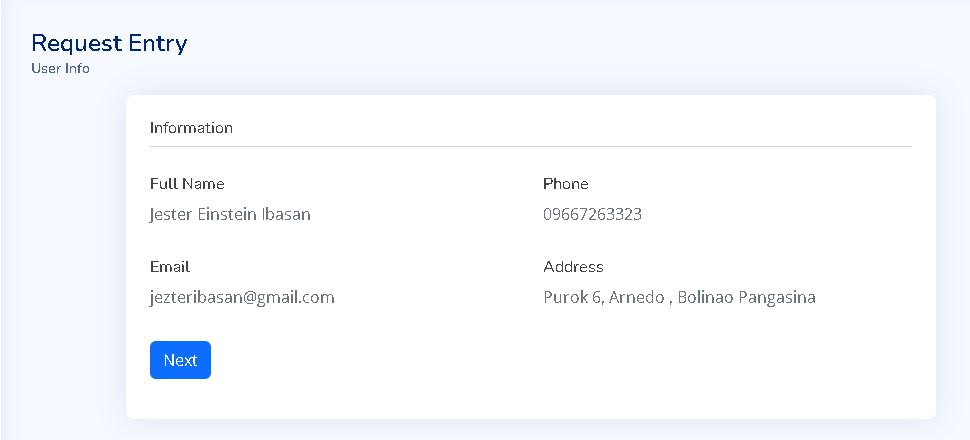 Request Entry
User Info
Information
Full Name
Phone
Jester Einstein Ibasan
09667263323
Email
Address
jezteribasan@gmail.com
Purok 6, Arnedo , Bolinao Pangasina
Next